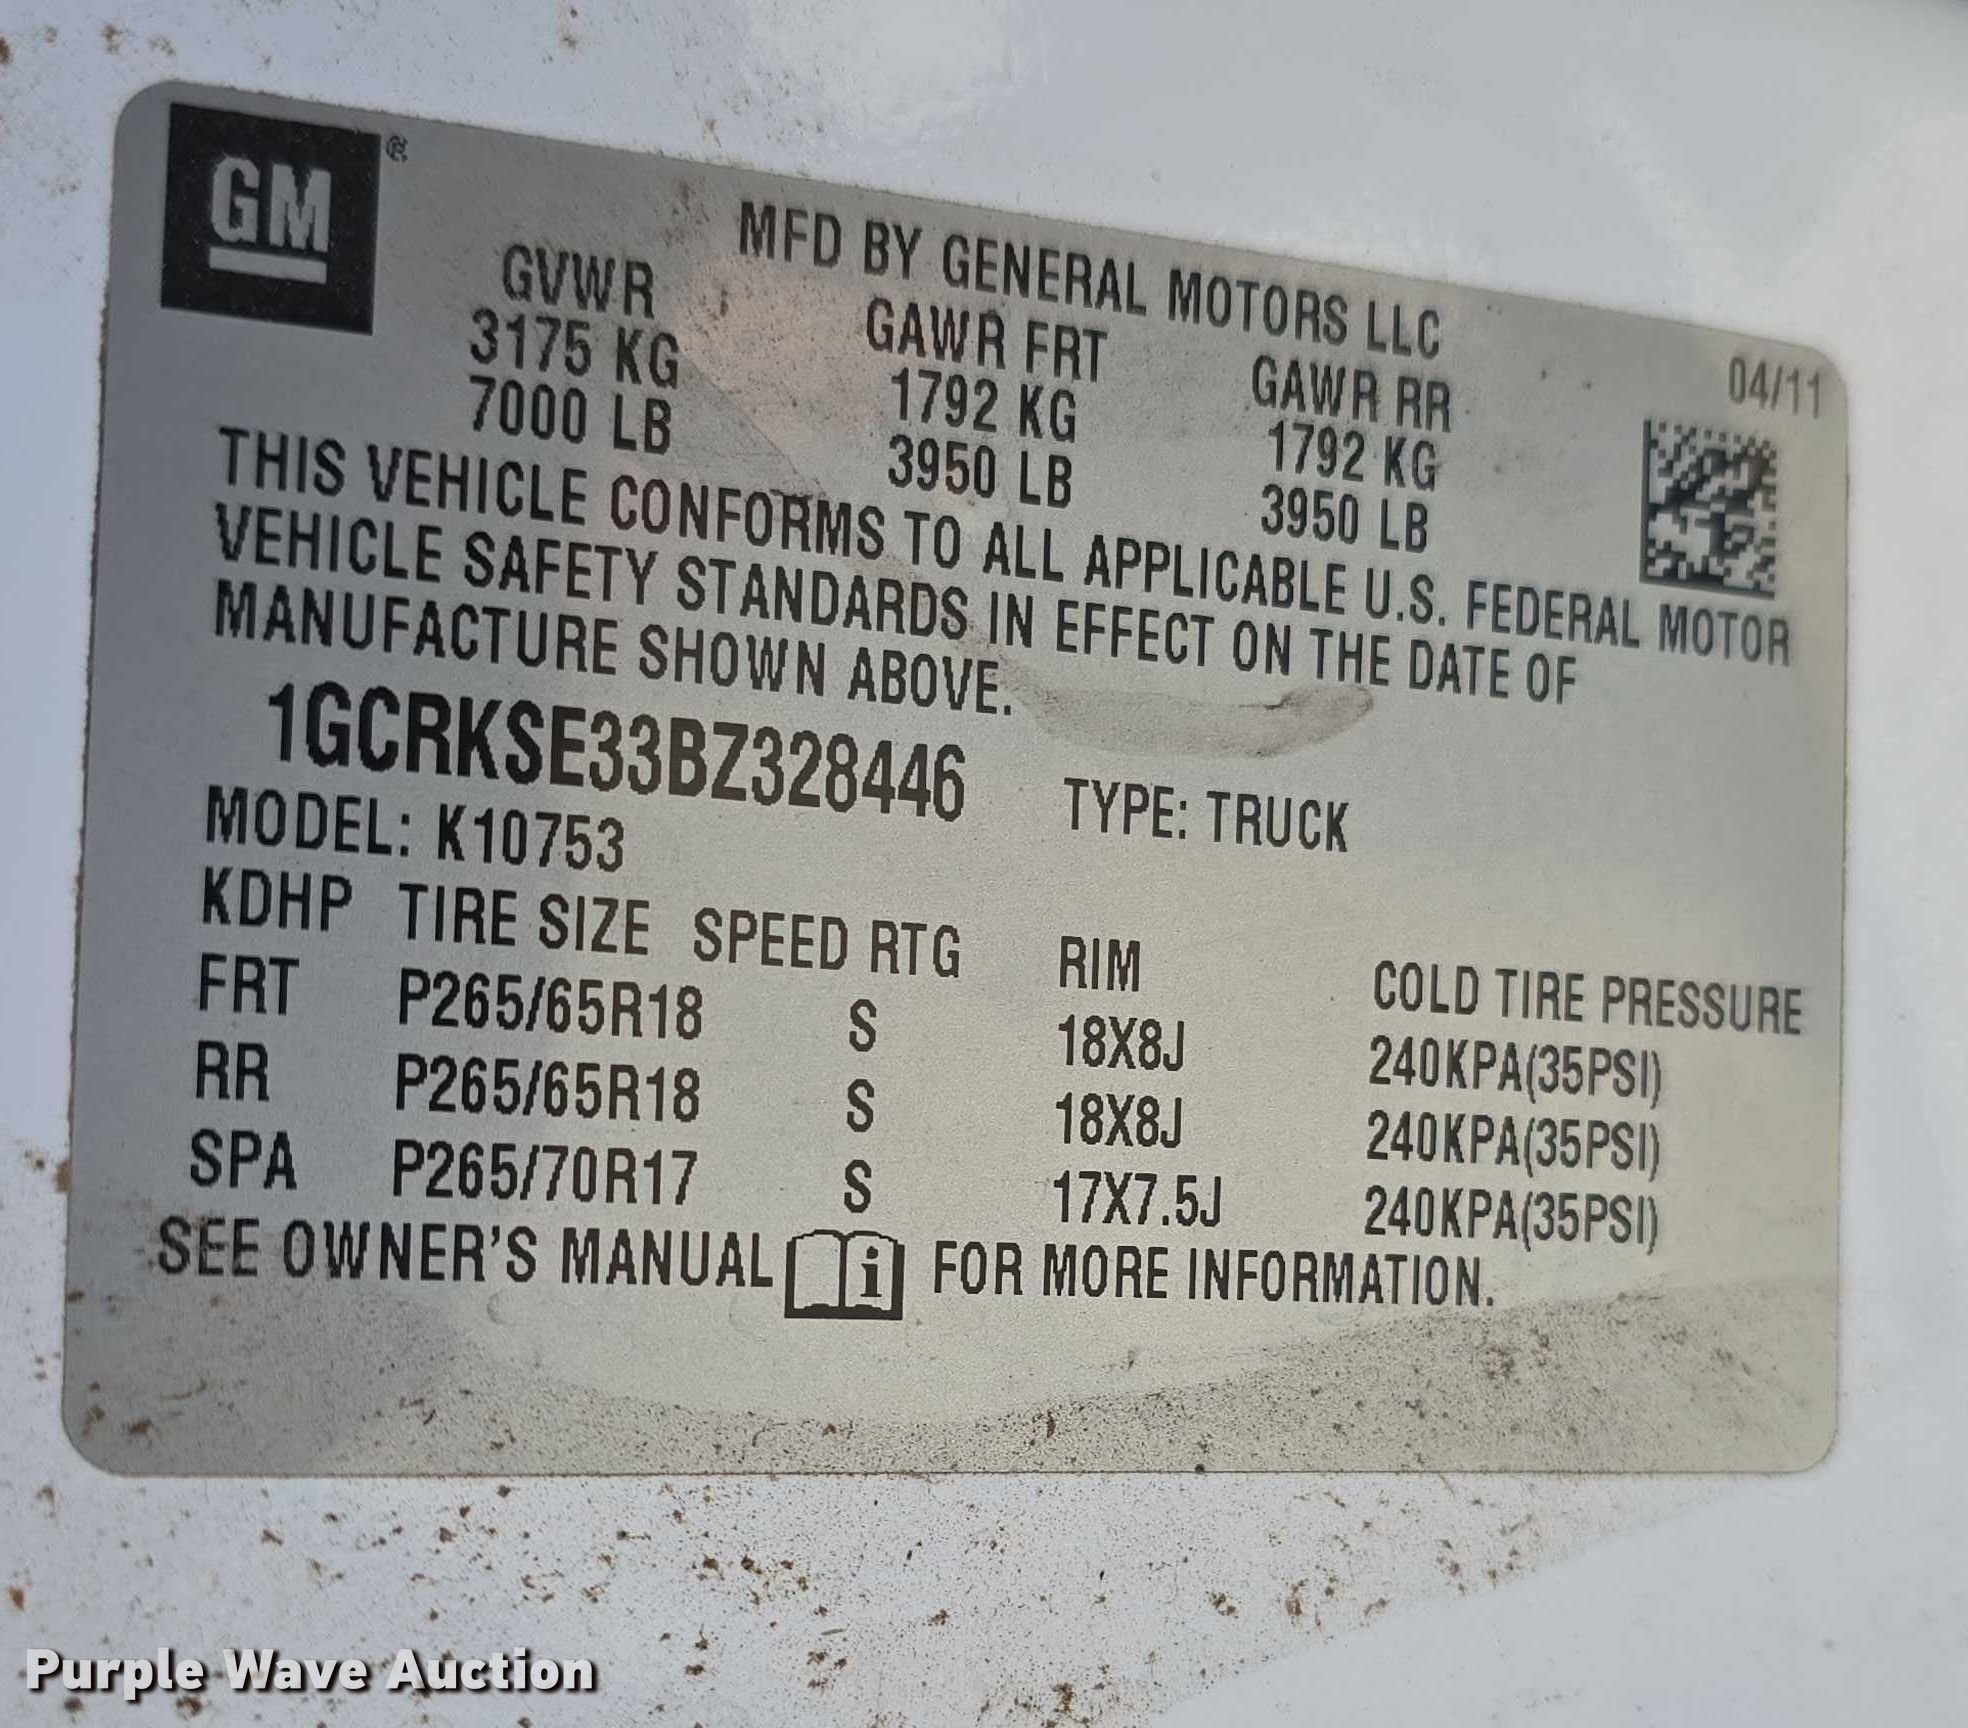 GM®
MFD BY GENERAL MOTORS LLC
04/11
GVWR GAWR FRT GAWR RR
3175 KG 1792 KG 1792 KG
7000 LB 3950 LB 3950 LB
THIS VEHICLE CONFORMS TO ALL APPLICABLE U.S. FEDERAL MOTOR
VEHICLE SAFETY STANDARDS IN EFFECT ON THE DATE OF
MANUFACTURE SHOWN ABOVE.
1GCRKSE33BZ328446 TYPE: TRUCK
MODEL: K10753
KDHP TIRE SIZE SPEED RTG RIM COLD TIRE PRESSURE
FRT P265/65R18 S 18X8J 240KPA(35PSI)
RR P265/65R18 S 18X8J 240KPA(35PSI)
SPA P265/70R17 S 17X7.5J 240KPA(35PSI)
SEE OWNER'S MANUAL i FOR MORE INFORMATION.
Purple Wave Auction